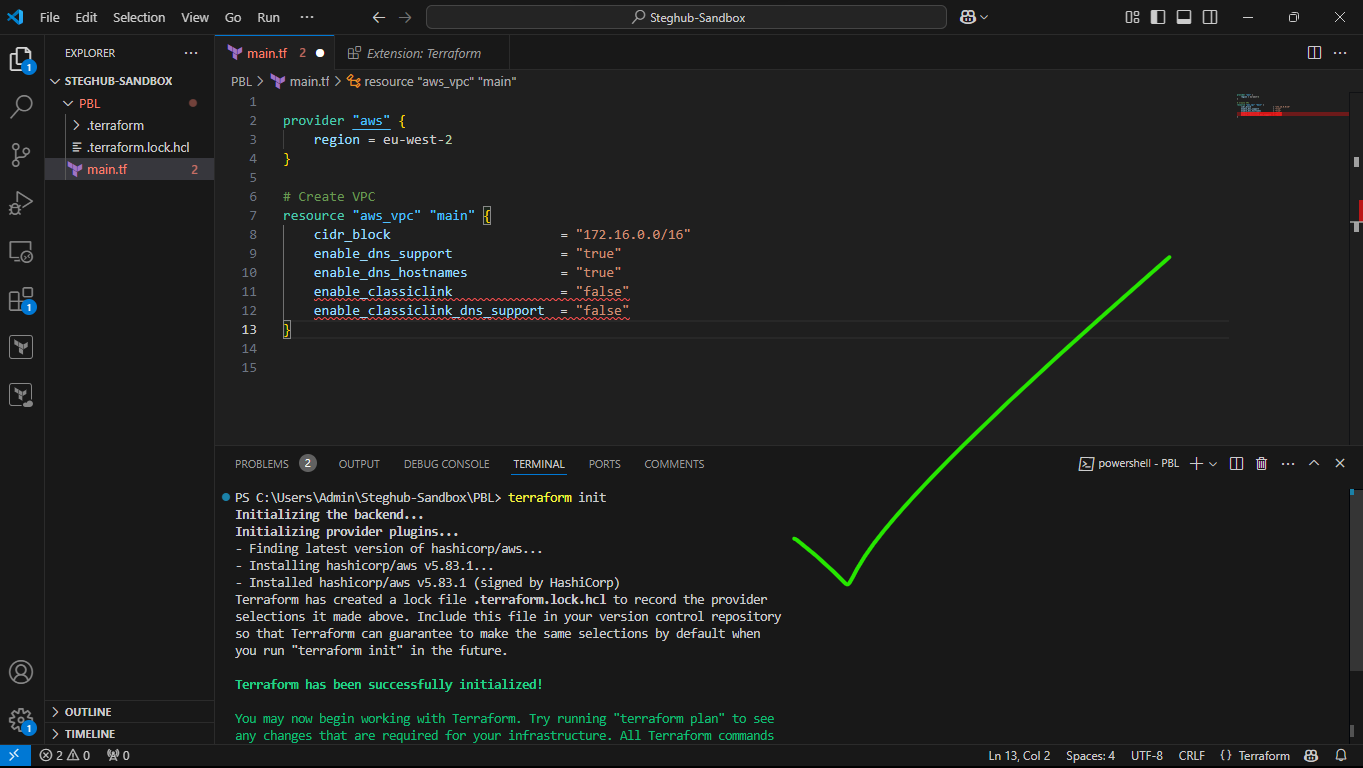 File Edit Selection View Go Run ··· Steghub-Sandbox
EXPLORER ···
main.tf 2 Extension: Terraform ···
STEGHUB-SANDBOX
PBL
.terraform
.terraform.lock.hcl
main.tf 2
PBL > main.tf > resource "aws_vpc" "main"
1
2 provider "aws" {
3 region = eu-west-2
4 }
5
6 # Create VPC
7 resource "aws_vpc" "main" {
8 cidr_block = "172.16.0.0/16"
9 enable_dns_support = "true"
10 enable_dns_hostnames = "true"
11 enable_classiclink = "false"
12 enable_classiclink_dns_support = "false"
13 }
14
15
1
1
PROBLEMS 2 OUTPUT DEBUG CONSOLE TERMINAL PORTS COMMENTS powershell - PBL ···
PS C:\Users\Admin\Steghub-Sandbox\PBL> terraform init
Initializing the backend...
Initializing provider plugins...
- Finding latest version of hashicorp/aws...
- Installing hashicorp/aws v5.83.1...
- Installed hashicorp/aws v5.83.1 (signed by HashiCorp)
Terraform has created a lock file .terraform.lock.hcl to record the provider
selections it made above. Include this file in your version control repository
so that Terraform can guarantee to make the same selections by default when
you run "terraform init" in the future.
Terraform has been successfully initialized!
You may now begin working with Terraform. Try running "terraform plan" to see
any changes that are required for your infrastructure. All Terraform commands
OUTLINE
TIMELINE
1
2 0 0 Ln 13, Col 2 Spaces: 4 UTF-8 CRLF {} Terraform